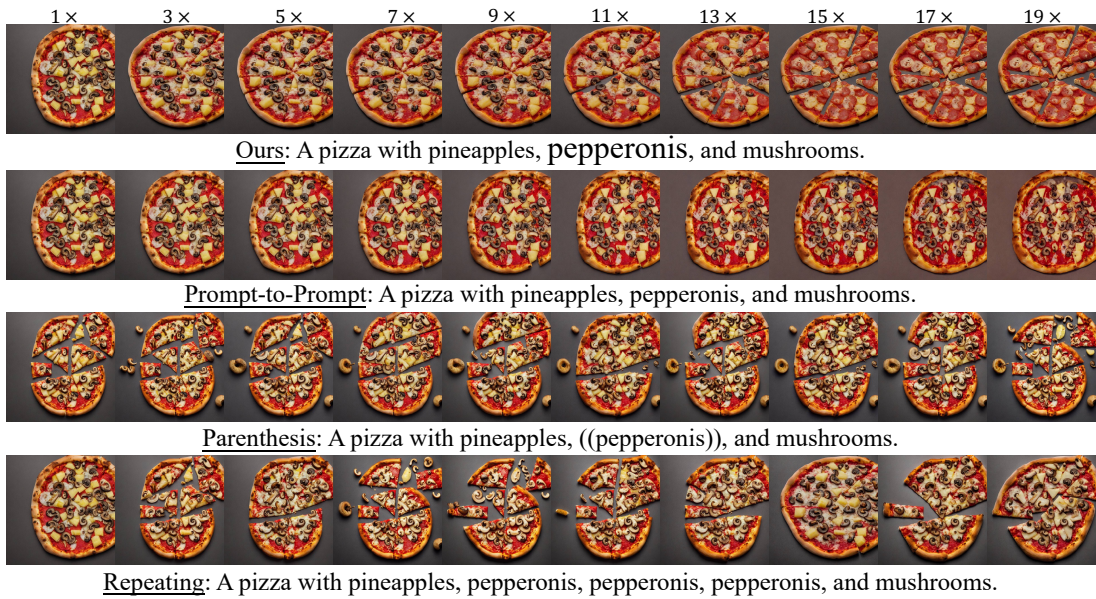 1× 3× 5× 7× 9× 11× 13× 15× 17× 19×
Ours: A pizza with pineapples, pepperonis, and mushrooms.
Prompt-to-Prompt: A pizza with pineapples, pepperonis, and mushrooms.
Parenthesis: A pizza with pineapples, ((pepperonis)), and mushrooms.
Repeating: A pizza with pineapples, pepperonis, pepperonis, pepperonis, and mushrooms.